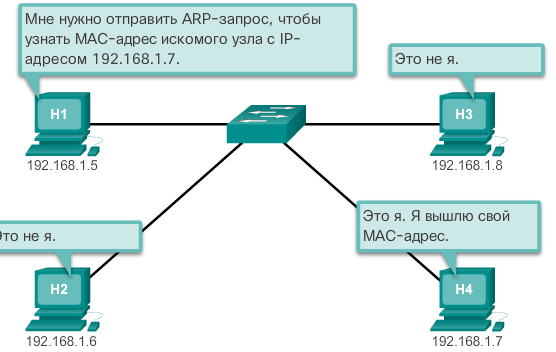 Мне нужно отправить ARP-запрос, чтобы
узнать MAC-адрес искомого узла с IP-
адресом 192.168.1.7.
Это не я.
H1
H3
192.168.1.5
192.168.1.8
Это не я.
Это я. Я вышлю свой
MAC-адрес.
H2
H4
192.168.1.6
192.168.1.7